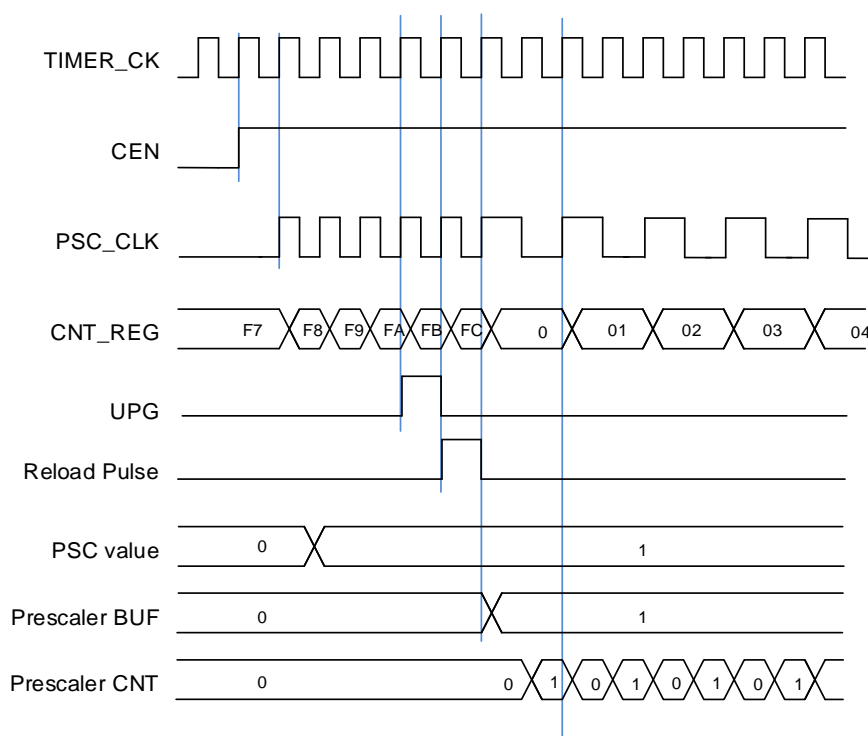 TIMER_CK
CEN
PSC_CLK
CNT_REG F7 F8 F9 FA FB FC 0 01 02 03 04
UPG
Reload Pulse
PSC value 0 1
Prescaler BUF 0 1
Prescaler CNT 0 0 1 0 1 0 1 0 1